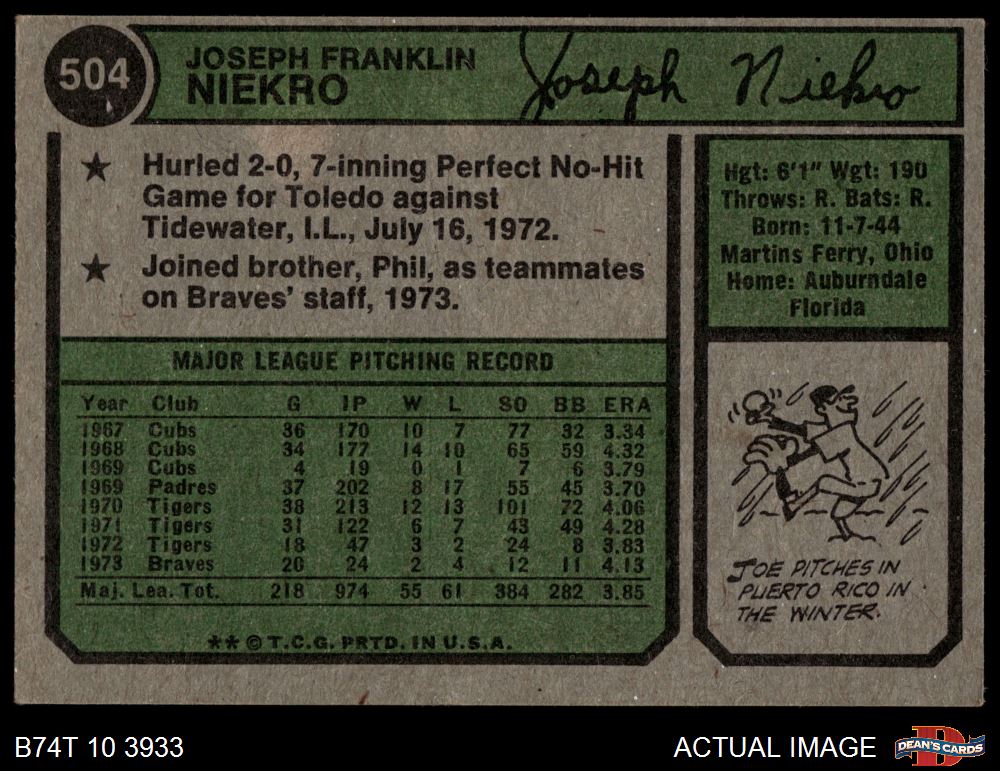 504
JOSEPH FRANKLIN
NIEKRO
Joseph Niekro
★ Hurled 2-0, 7-inning Perfect No-Hit
Game for Toledo against
Tidewater, I.L., July 16, 1972.
★ Joined brother, Phil, as teammates
on Braves' staff, 1973.
Hgt: 6'1" Wgt: 190
Throws: R. Bats: R.
Born: 11-7-44
Martins Ferry, Ohio
Home: Auburndale
Florida
MAJOR LEAGUE PITCHING RECORD
Year Club G IP W L SO BB ERA
1967 Cubs 36 170 10 7 77 32 3.34
1968 Cubs 34 177 14 10 65 59 4.32
1969 Cubs 4 19 0 1 7 6 3.79
1969 Padres 37 202 8 17 55 45 3.70
1970 Tigers 38 213 12 13 101 72 4.06
1971 Tigers 31 122 6 7 43 49 4.28
1972 Tigers 18 47 3 2 24 8 3.83
1973 Braves 20 24 2 4 12 11 4.13
Maj. Lea. Tot. 218 974 55 61 384 282 3.85
** © T.C.G. PRTD. IN U.S.A.
JOE PITCHES IN
PUERTO RICO IN
THE WINTER.
B74T 10 3933
ACTUAL IMAGE
DEAN'S CARDS